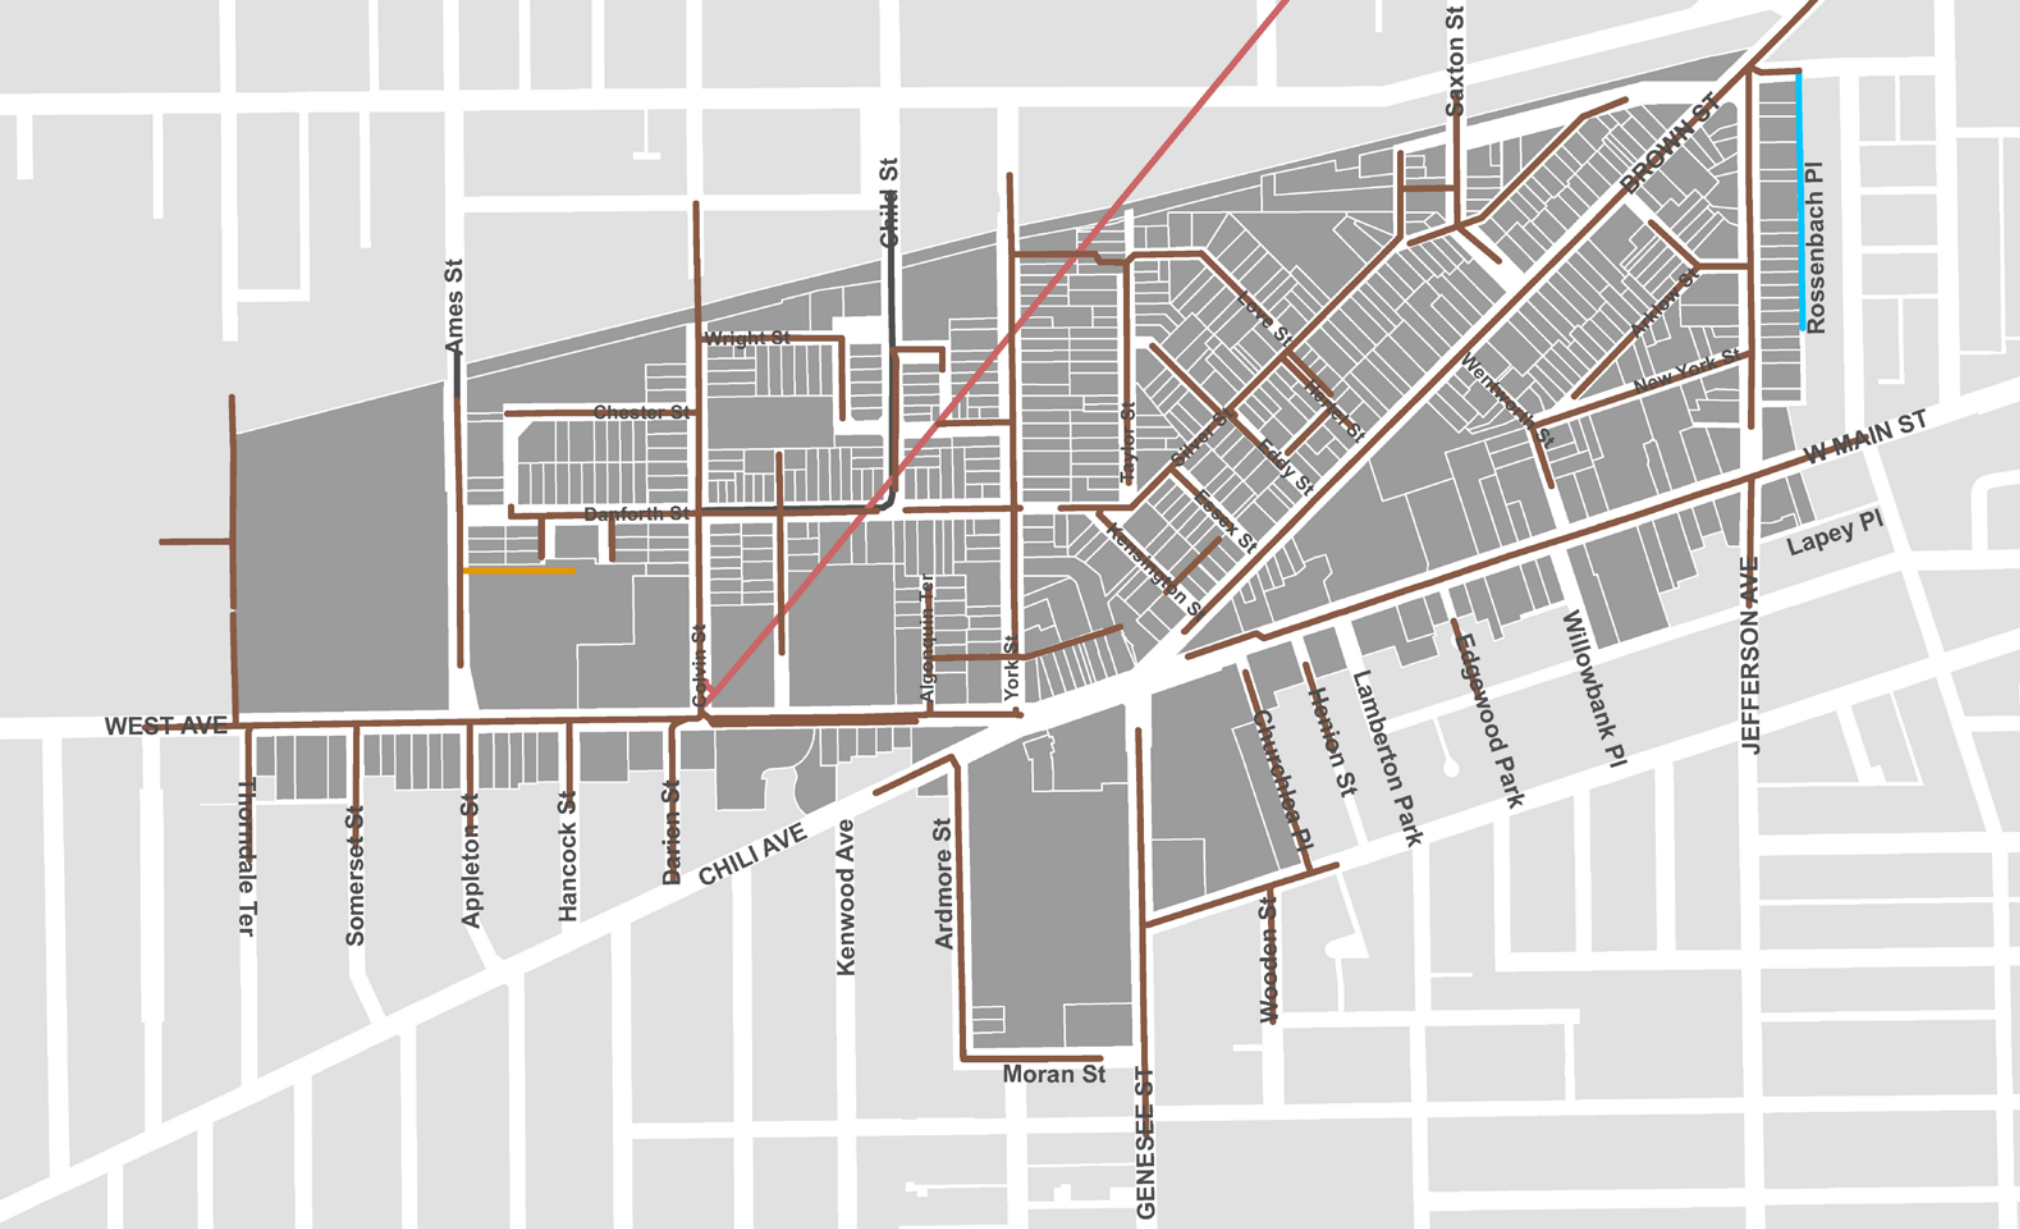 Saxton St
BROWN ST
Child St
Rossenbach Pl
Ames St
Arklow St
Love St
Wright St
New York St
Wentworth St
Hempel St
Chester St
Taylor St
Silver St
Eddy St
W MAIN ST
Danforth St
Essex St
Lapey Pl
Kensington St
Algonquin Ter
JEFFERSON AVE
Colvin St
York St
Willowbank Pl
Edgewood Park
Lamberton Park
Henion St
Churchlea Pl
WEST AVE
Thorndale Ter
Somerset St
Appleton St
Hancock St
Darien St
CHILI AVE
Kenwood Ave
Ardmore St
Wooden St
Moran St
GENESEE ST